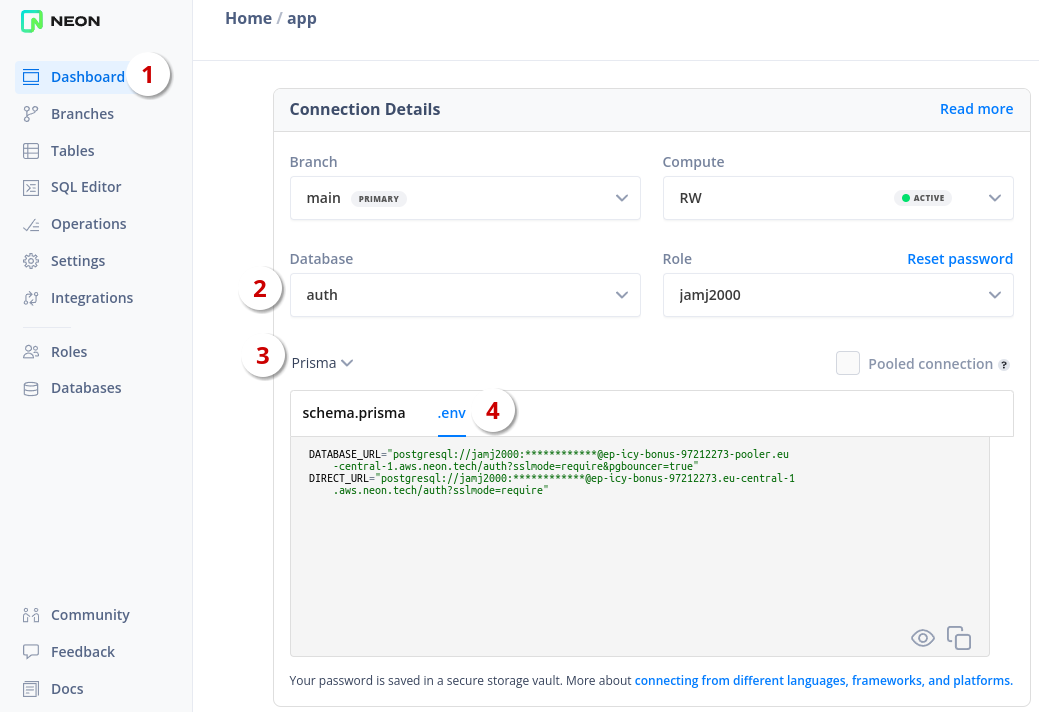 NEON
Home / app
Dashboard 1
Branches
Tables
SQL Editor
Operations
Settings
Integrations
Roles
Databases
Community
Feedback
Docs
Connection Details Read more
Branch Compute
main PRIMARY RW ACTIVE
Database Role Reset password
2 auth jamj2000
3 Prisma Pooled connection ?
schema.prisma .env 4
DATABASE_URL="postgresql://jamj2000:************@ep-icy-bonus-97212273-pooler.eu
-central-1.aws.neon.tech/auth?sslmode=require&pgbouncer=true"
DIRECT_URL="postgresql://jamj2000:************@ep-icy-bonus-97212273.eu-central-1
.aws.neon.tech/auth?sslmode=require"
Your password is saved in a secure storage vault. More about connecting from different languages, frameworks, and platforms.